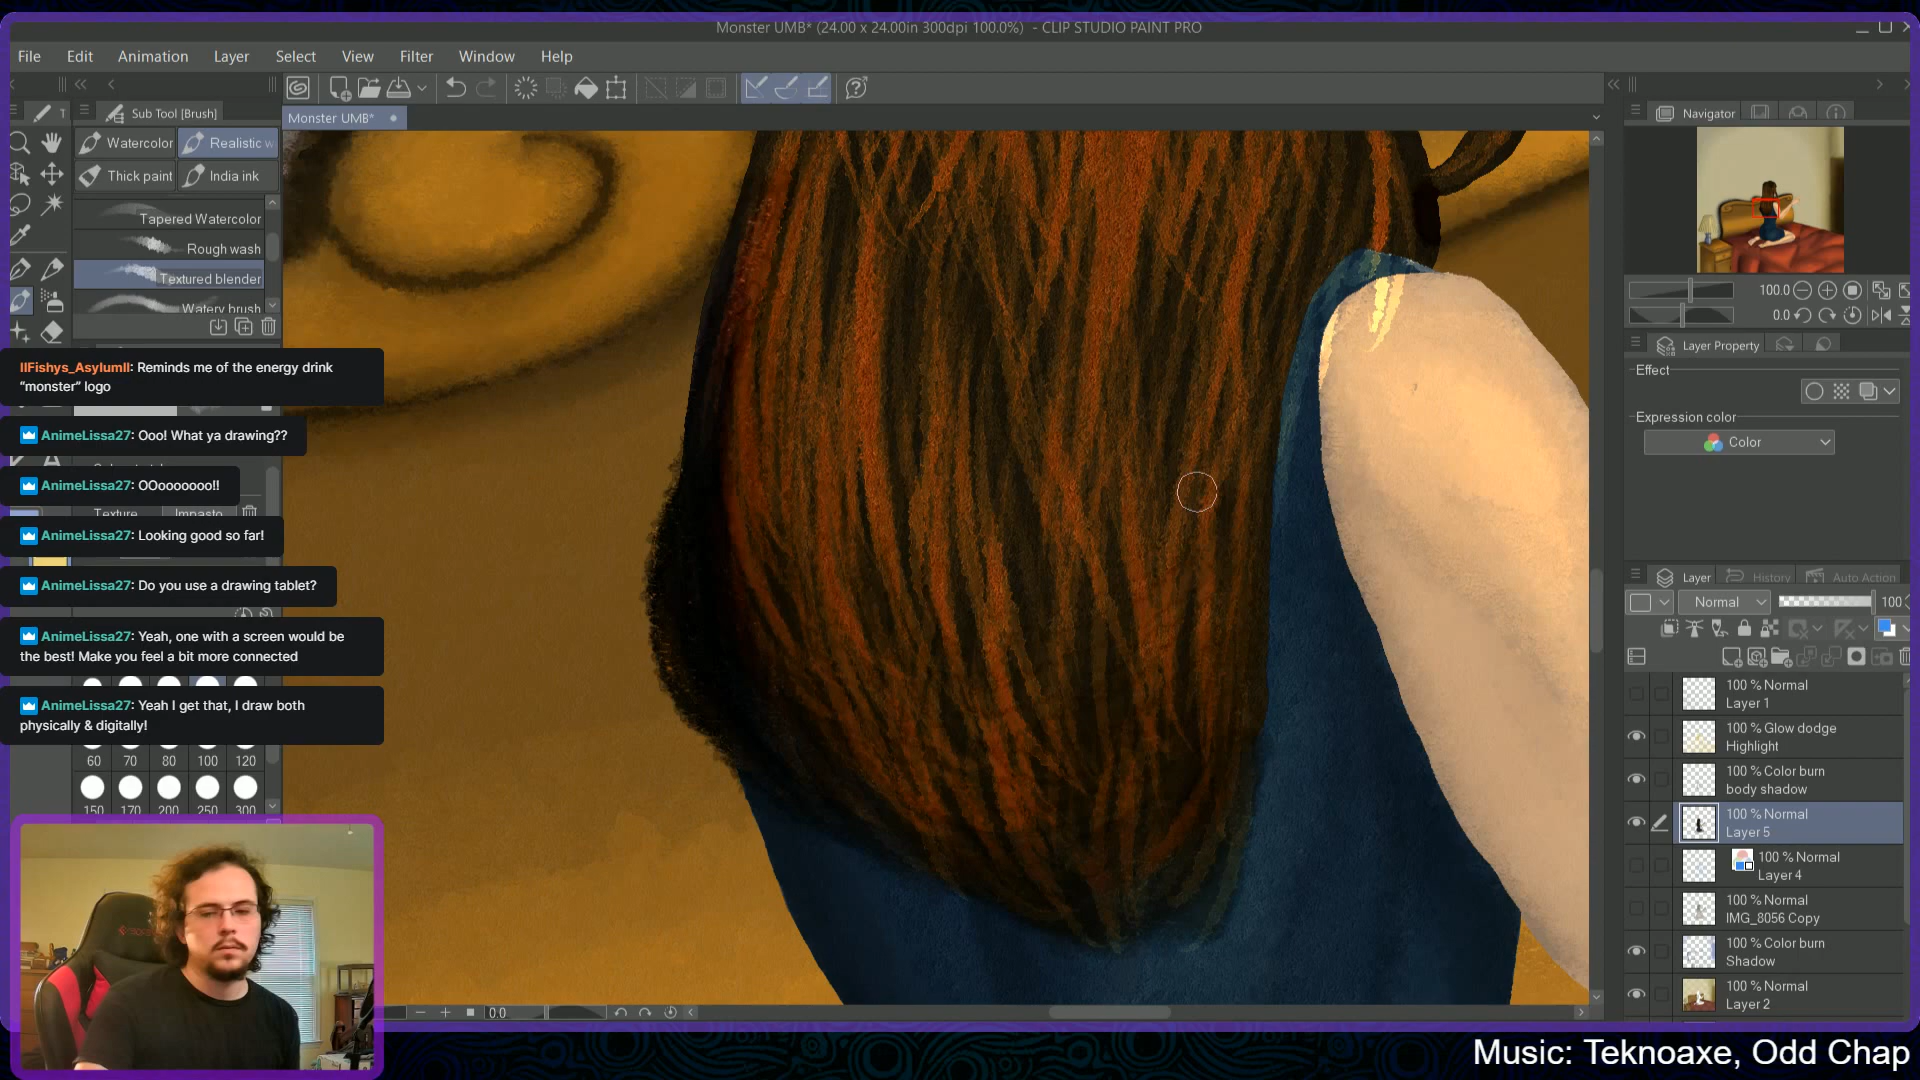 Monster UMB* (24.00 x 24.00in 300dpi 100.0%) - CLIP STUDIO PAINT PRO
File Edit Animation Layer Select View Filter Window Help
Sub Tool [Brush]
Monster UMB*
Navigator
Watercolor Realistic w
Thick paint India ink
Tapered Watercolor
Rough wash
Textured blender
Watery brush
100.0
0.0
Layer Property
Effect
Expression color
Color
IIFishys_AsylumII: Reminds me of the energy drink
“monster” logo
AnimeLissa27: Ooo! What ya drawing??
AnimeLissa27: OOooooooo!!
Texture Impasto
AnimeLissa27: Looking good so far!
AnimeLissa27: Do you use a drawing tablet?
AnimeLissa27: Yeah, one with a screen would be
the best! Make you feel a bit more connected
AnimeLissa27: Yeah I get that, I draw both
physically & digitally!
60 70 80 100 120
150 170 200 250 300
Layer History Auto Action
Normal 100
100 % Normal
Layer 1
100 % Glow dodge
Highlight
100 % Color burn
body shadow
100 % Normal
Layer 5
100 % Normal
Layer 4
100 % Normal
IMG_8056 Copy
100 % Color burn
Shadow
100 % Normal
Layer 2
0.0
Music: Teknoaxe, Odd Chap